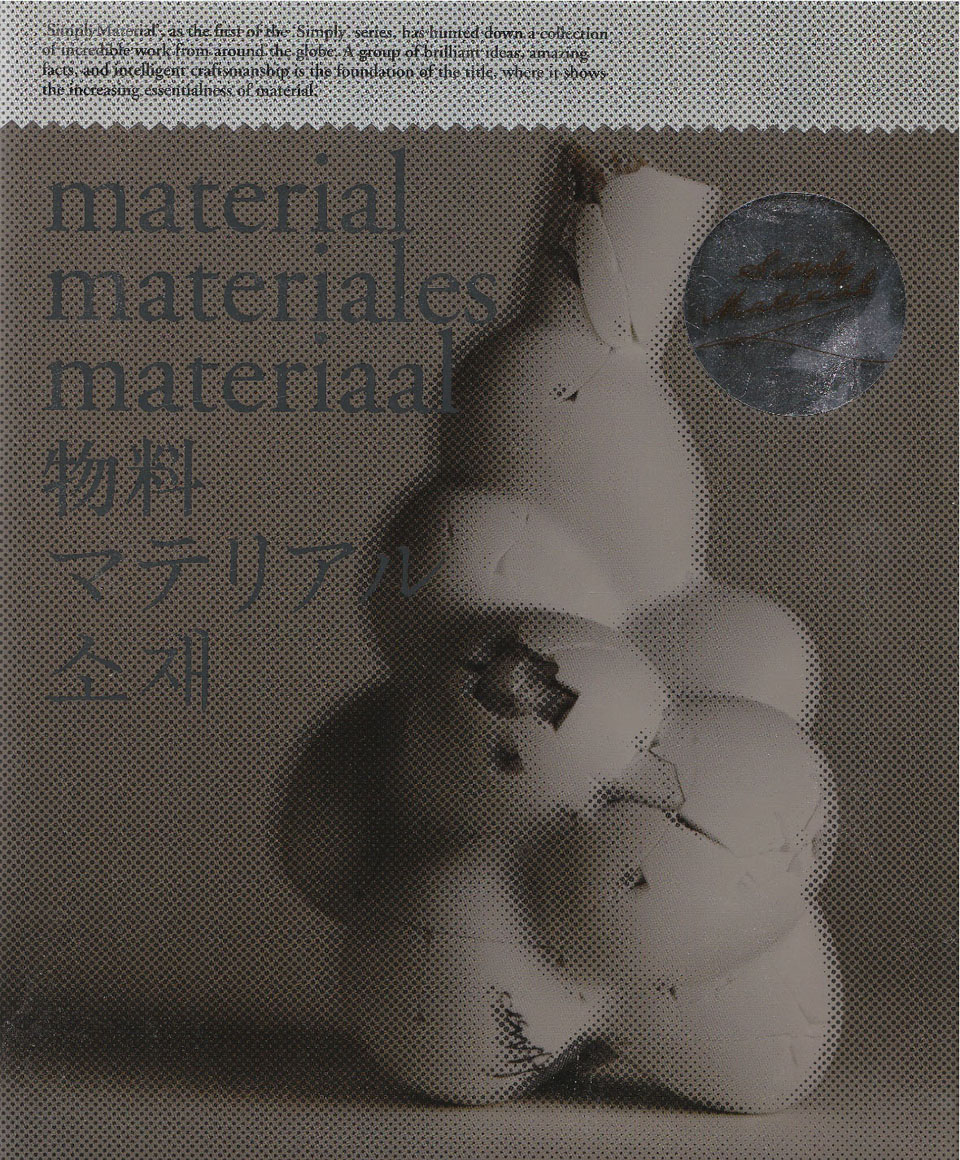 'Simply Material', as the first of the 'Simply' series, has hunted down a collection
of incredible work from around the globe. A group of brilliant ideas, amazing
facts, and intelligent craftsmanship is the foundation of the title, where it shows
the increasing essentialness of material.
material
materiales
materiaal
物料
マテリアル
소재
Simply
Material